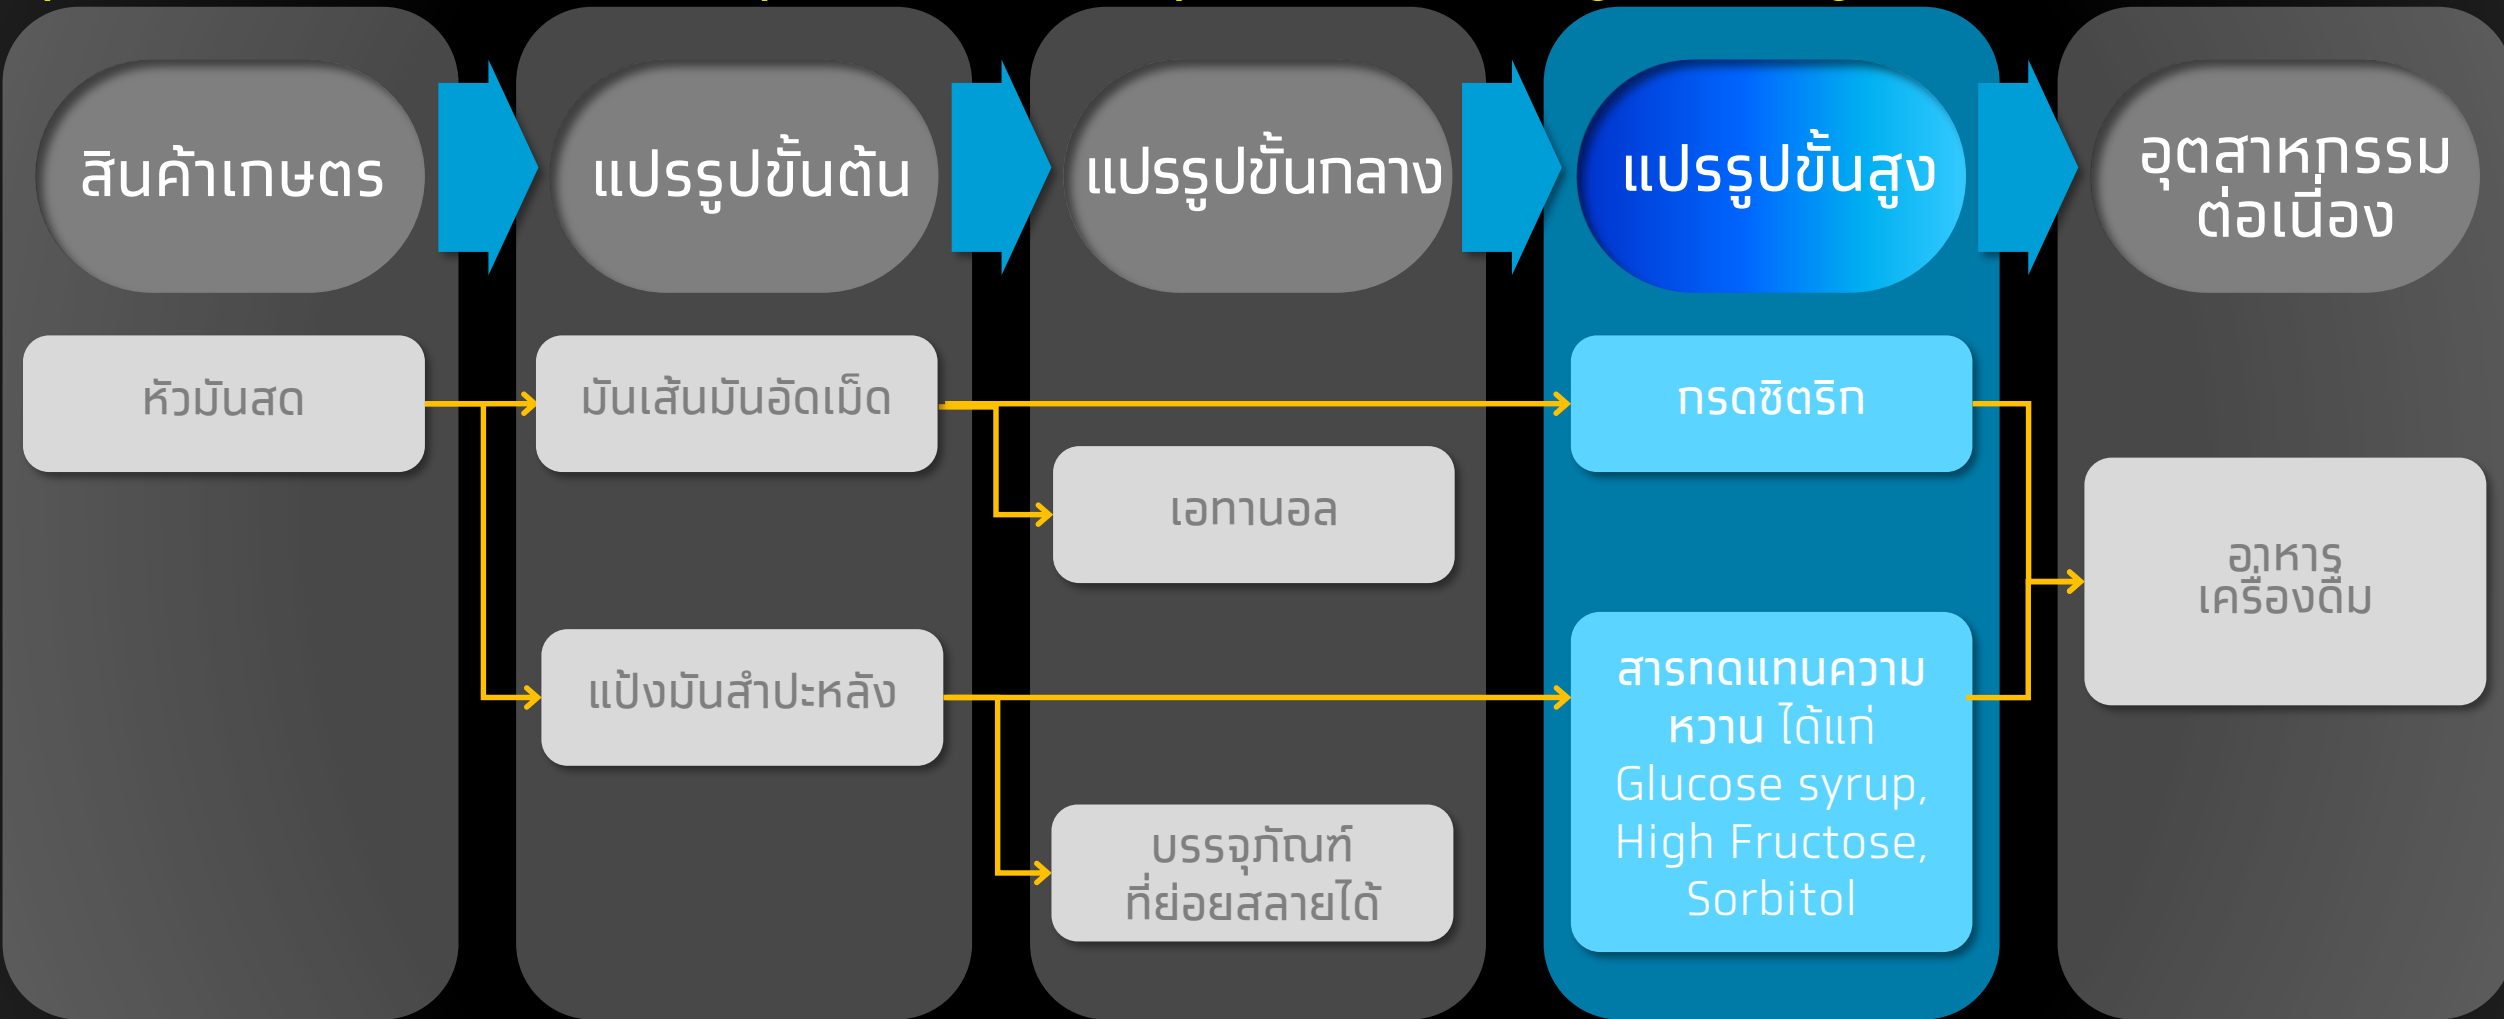 สินค้าเกษตร
แปรรูปขั้นต้น
แปรรูปขั้นกลาง
แปรรูปขั้นสูง
อุตสาหกรรม
ต่อเนื่อง
หัวมันสด
มันเส้นมันอัดเม็ด
กรดซิตริก
เอทานอล
อาหาร
เครื่องดื่ม
แป้งมันสำปะหลัง
สารทดแทนความ
หวาน ได้แก่
Glucose syrup,
High Fructose,
Sorbitol
บรรจุภัณฑ์
ที่ย่อยสลายได้